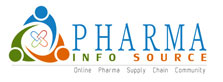 PHARMA
INFO SOURCE
Online Pharma Supply Chain Community